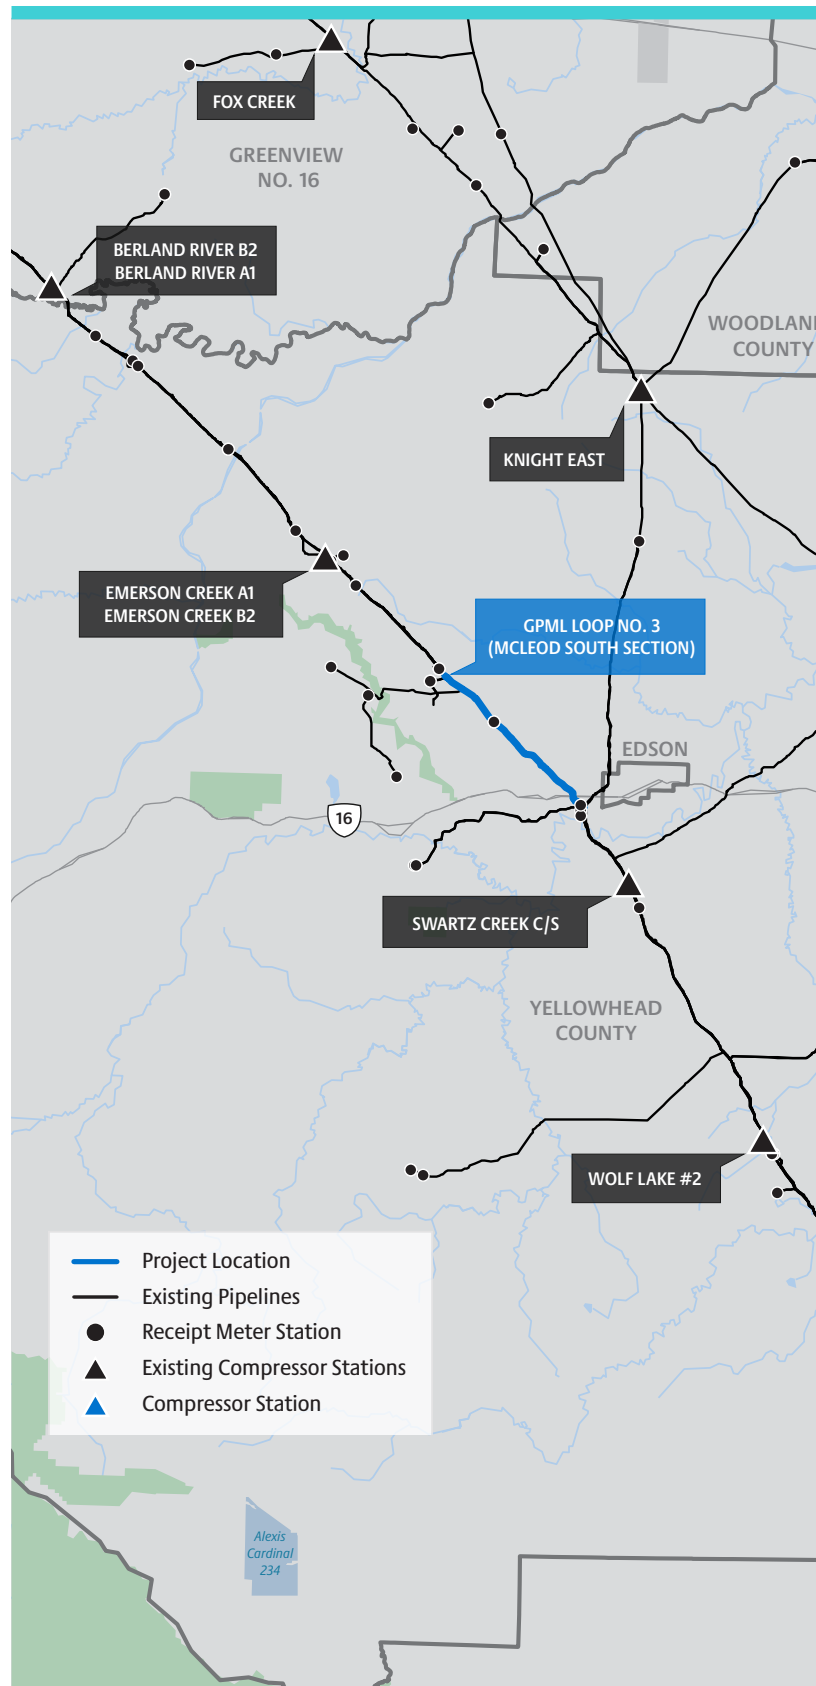 FOX CREEK
GREENVIEW
NO. 16
BERLAND RIVER B2
BERLAND RIVER A1
WOODLAN
COUNTY
KNIGHT EAST
EMERSON CREEK A1
EMERSON CREEK B2
GPML LOOP NO. 3
(MCLEOD SOUTH SECTION)
EDSON
16
SWARTZ CREEK C/S
YELLOWHEAD
COUNTY
WOLF LAKE #2
Project Location
Existing Pipelines
Receipt Meter Station
Existing Compressor Stations
Compressor Station
Alexis
Cardinal
234